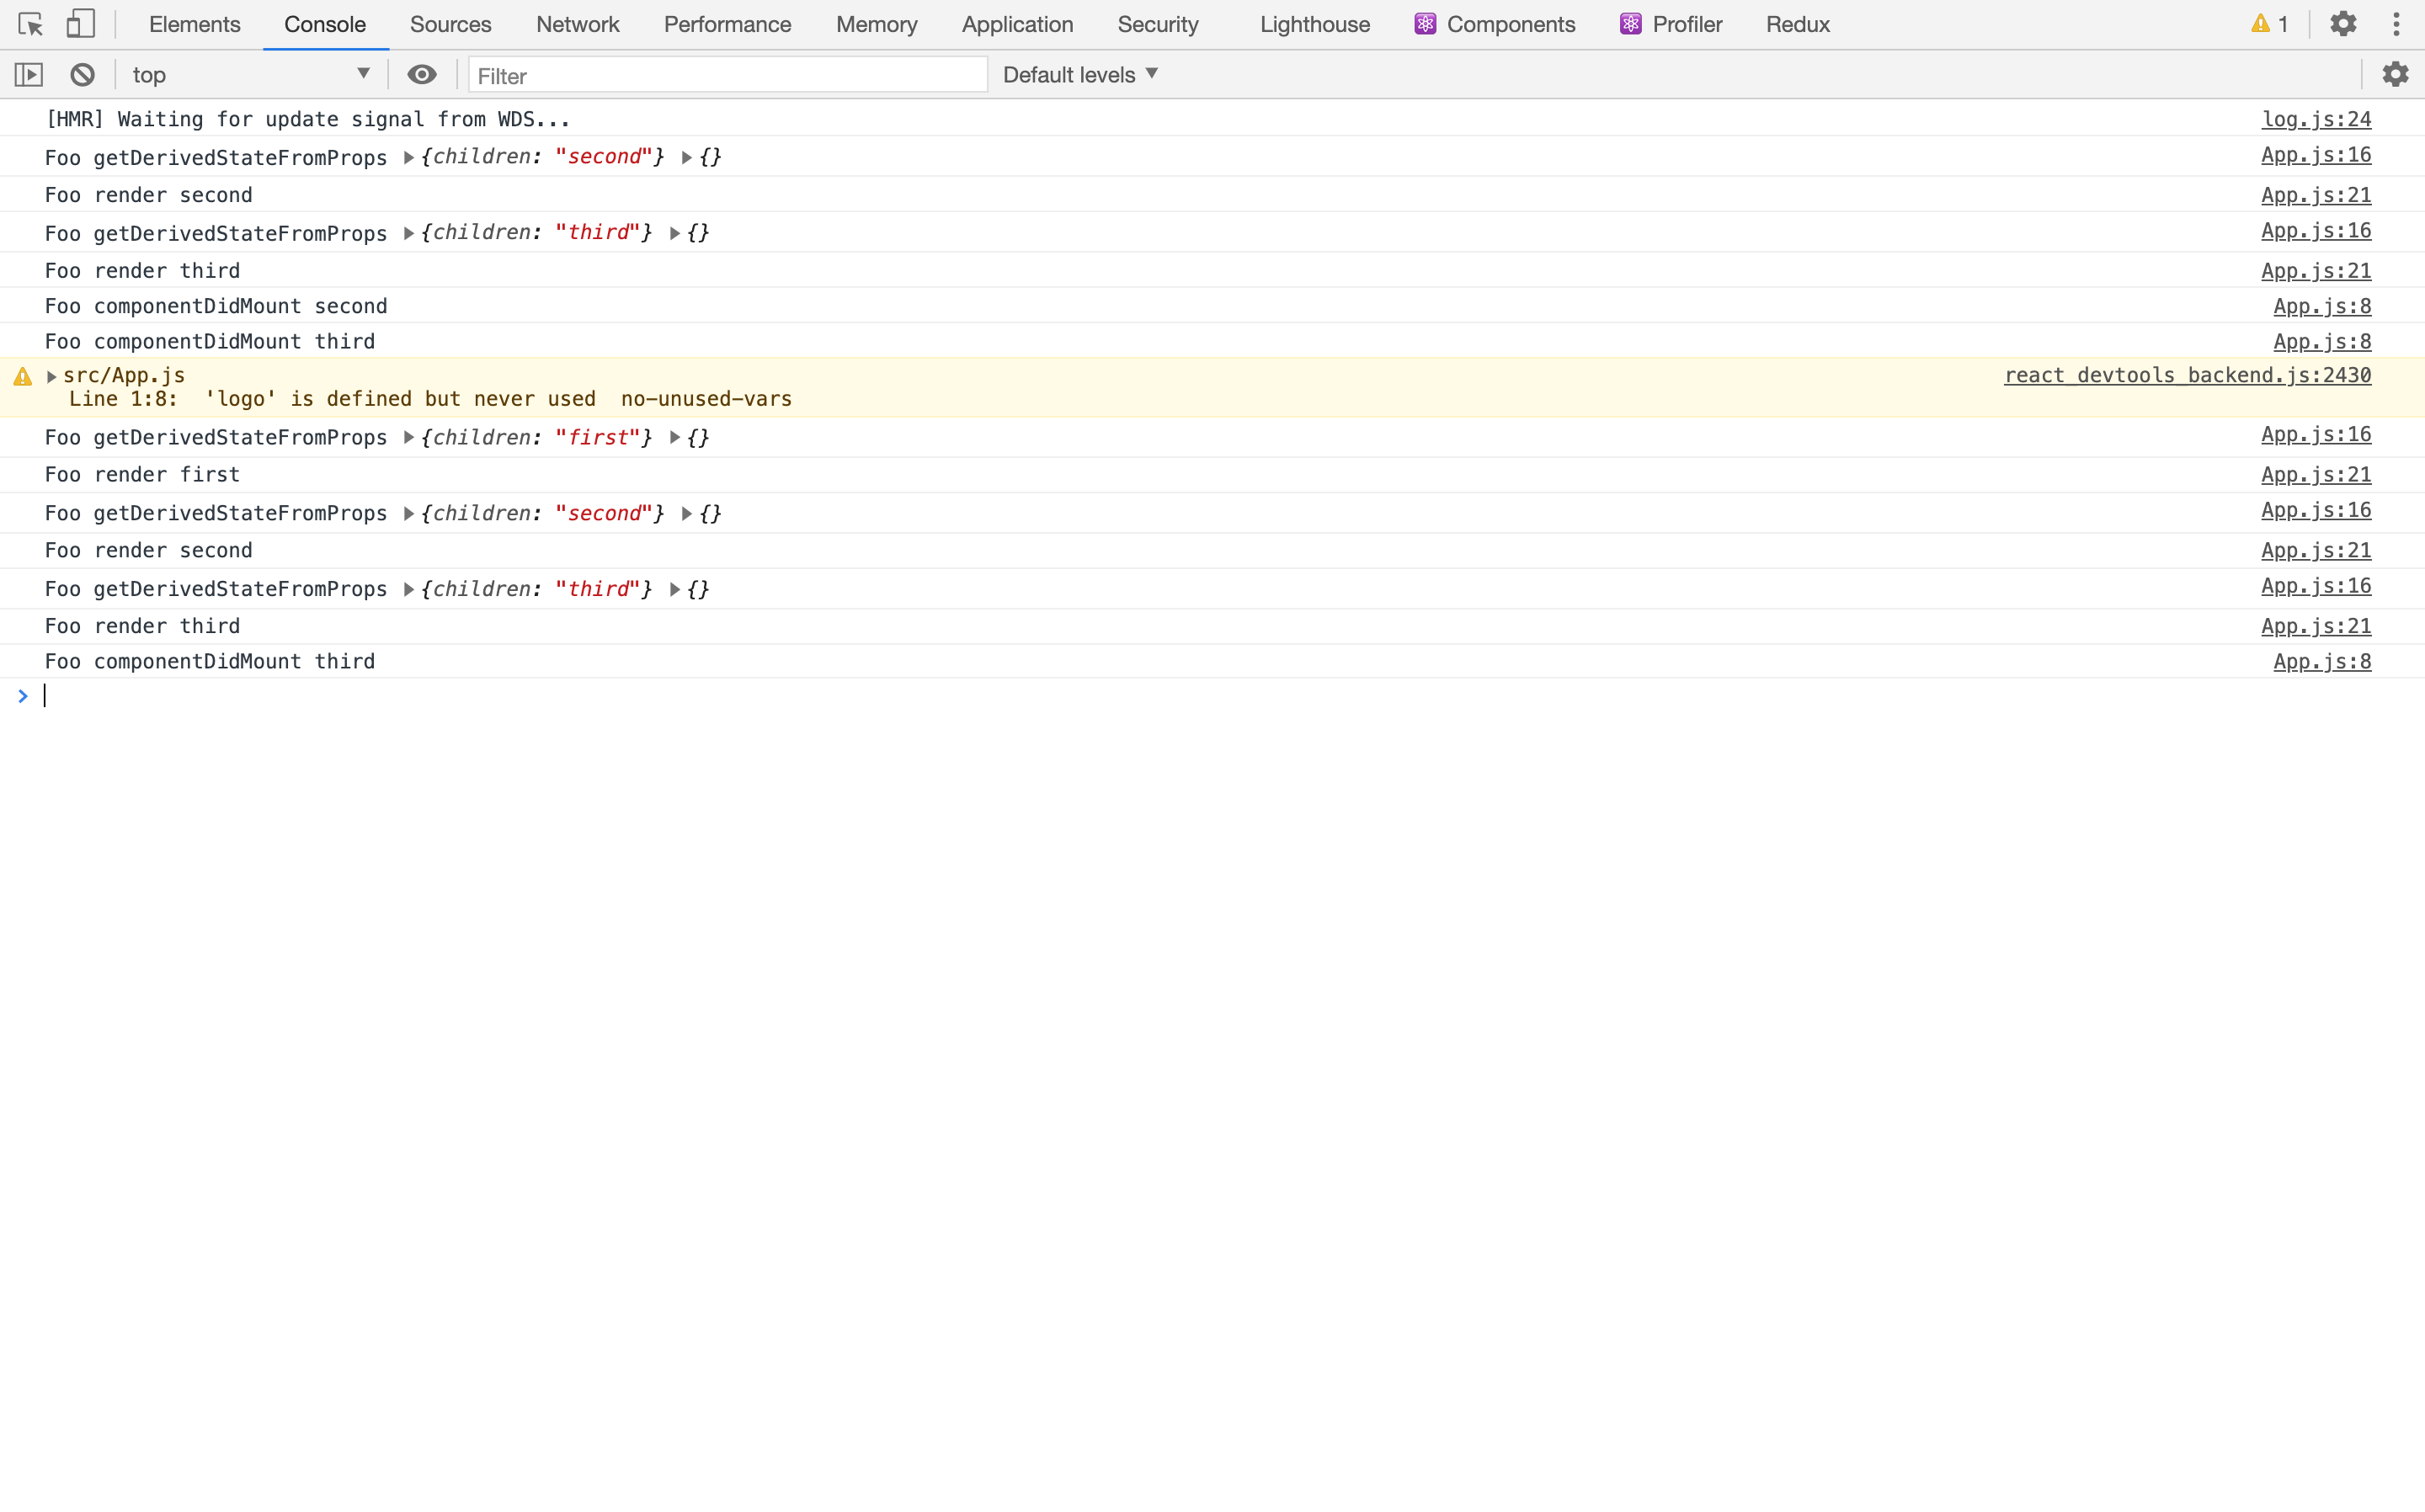 Elements Console Sources Network Performance Memory Application Security Lighthouse Components Profiler Redux 1
top Filter Default levels
[HMR] Waiting for update signal from WDS... log.js:24
Foo getDerivedStateFromProps {children: "second"} {} App.js:16
Foo render second App.js:21
Foo getDerivedStateFromProps {children: "third"} {} App.js:16
Foo render third App.js:21
Foo componentDidMount second App.js:8
Foo componentDidMount third App.js:8
src/App.js react_devtools_backend.js:2430
Line 1:8: 'logo' is defined but never used no-unused-vars
Foo getDerivedStateFromProps {children: "first"} {} App.js:16
Foo render first App.js:21
Foo getDerivedStateFromProps {children: "second"} {} App.js:16
Foo render second App.js:21
Foo getDerivedStateFromProps {children: "third"} {} App.js:16
Foo render third App.js:21
Foo componentDidMount third App.js:8